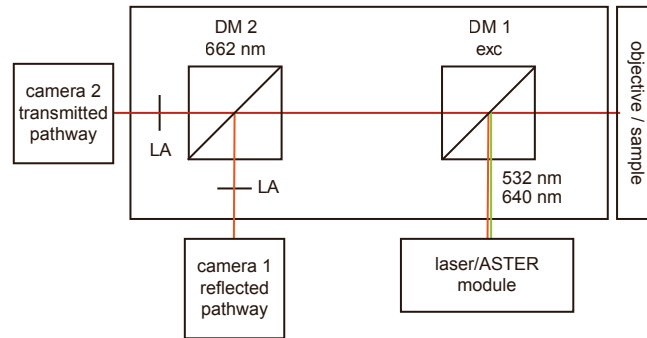 DM 2
662 nm
DM 1
exc
camera 2
transmitted
pathway
LA
LA
532 nm
640 nm
objective / sample
camera 1
reflected
pathway
laser/ASTER
module